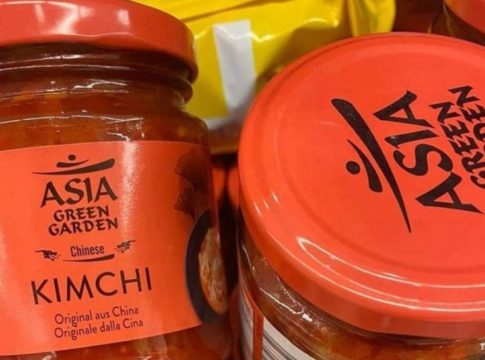 ASIA
GREEN
GARDEN
Chinese
KIMCHI
Original aus China
Originale dalla Cina
ASIA
GREEN
GARDEN